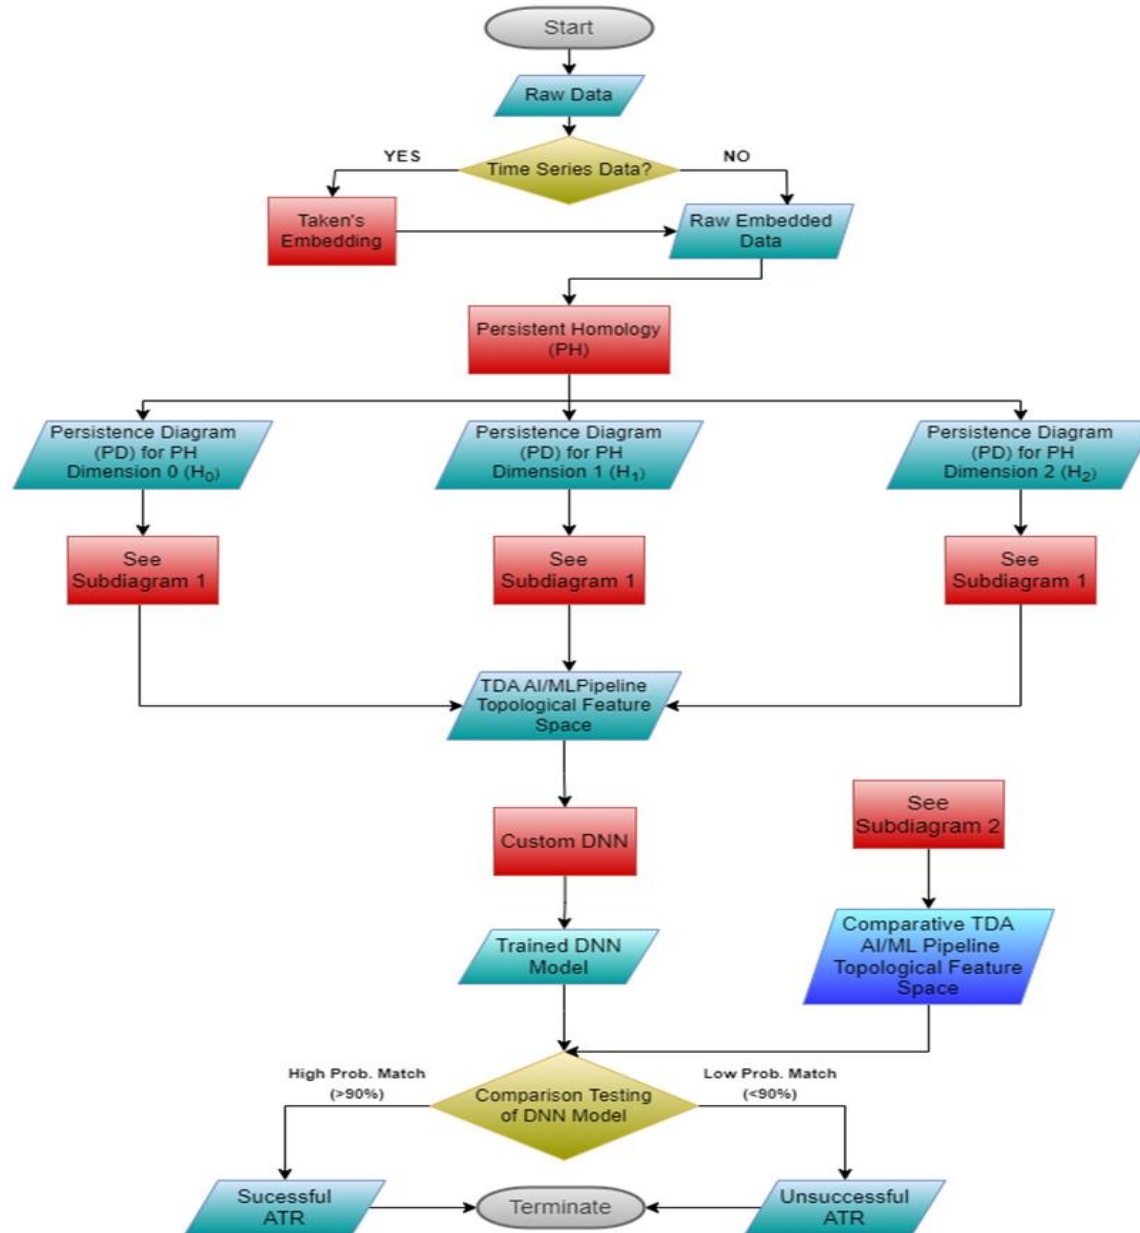 Start
Raw Data
YES
Time Series Data?
NO
Taken's
Embedding
Raw Embedded
Data
Persistent Homology
(PH)
Persistence Diagram
(PD) for PH
Dimension 0 (H₀)
Persistence Diagram
(PD) for PH
Dimension 1 (H₁)
Persistence Diagram
(PD) for PH
Dimension 2 (H₂)
See
Subdiagram 1
See
Subdiagram 1
See
Subdiagram 1
TDA AI/MLPipeline
Topological Feature
Space
Custom DNN
See
Subdiagram 2
Trained DNN
Model
Comparative TDA
AI/ML Pipeline
Topological Feature
Space
High Prob. Match
(>90%)
Comparison Testing
of DNN Model
Low Prob. Match
(<90%)
Sucessful
ATR
Terminate
Unsuccessful
ATR